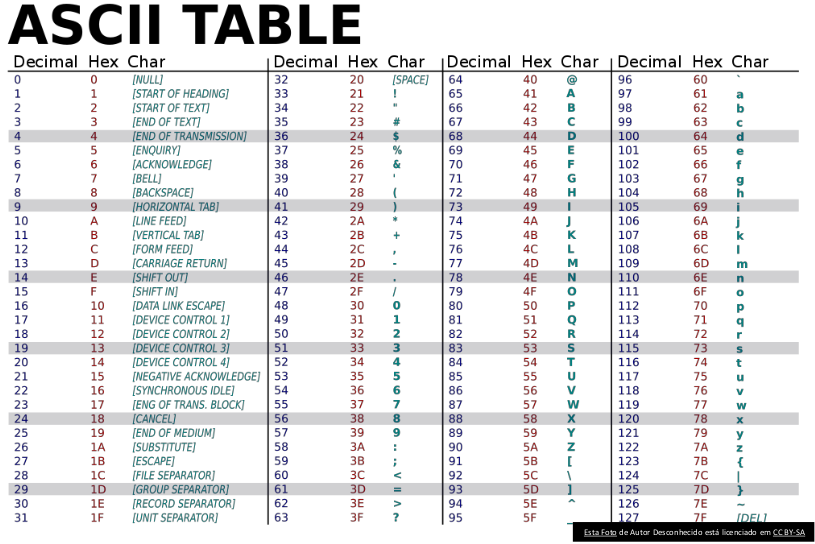 ASCII TABLE
Decimal Hex Char Decimal Hex Char Decimal Hex Char Decimal Hex Char
0 0 [NULL] 32 20 [SPACE] 64 40 @ 96 60 `
1 1 [START OF HEADING] 33 21 ! 65 41 A 97 61 a
2 2 [START OF TEXT] 34 22 " 66 42 B 98 62 b
3 3 [END OF TEXT] 35 23 # 67 43 C 99 63 c
4 4 [END OF TRANSMISSION] 36 24 $ 68 44 D 100 64 d
5 5 [ENQUIRY] 37 25 % 69 45 E 101 65 e
6 6 [ACKNOWLEDGE] 38 26 & 70 46 F 102 66 f
7 7 [BELL] 39 27 ' 71 47 G 103 67 g
8 8 [BACKSPACE] 40 28 ( 72 48 H 104 68 h
9 9 [HORIZONTAL TAB] 41 29 ) 73 49 I 105 69 i
10 A [LINE FEED] 42 2A * 74 4A J 106 6A j
11 B [VERTICAL TAB] 43 2B + 75 4B K 107 6B k
12 C [FORM FEED] 44 2C , 76 4C L 108 6C l
13 D [CARRIAGE RETURN] 45 2D - 77 4D M 109 6D m
14 E [SHIFT OUT] 46 2E . 78 4E N 110 6E n
15 F [SHIFT IN] 47 2F / 79 4F O 111 6F o
16 10 [DATA LINK ESCAPE] 48 30 0 80 50 P 112 70 p
17 11 [DEVICE CONTROL 1] 49 31 1 81 51 Q 113 71 q
18 12 [DEVICE CONTROL 2] 50 32 2 82 52 R 114 72 r
19 13 [DEVICE CONTROL 3] 51 33 3 83 53 S 115 73 s
20 14 [DEVICE CONTROL 4] 52 34 4 84 54 T 116 74 t
21 15 [NEGATIVE ACKNOWLEDGE] 53 35 5 85 55 U 117 75 u
22 16 [SYNCHRONOUS IDLE] 54 36 6 86 56 V 118 76 v
23 17 [ENG OF TRANS. BLOCK] 55 37 7 87 57 W 119 77 w
24 18 [CANCEL] 56 38 8 88 58 X 120 78 x
25 19 [END OF MEDIUM] 57 39 9 89 59 Y 121 79 y
26 1A [SUBSTITUTE] 58 3A : 90 5A Z 122 7A z
27 1B [ESCAPE] 59 3B ; 91 5B [ 123 7B {
28 1C [FILE SEPARATOR] 60 3C < 92 5C \ 124 7C |
29 1D [GROUP SEPARATOR] 61 3D = 93 5D ] 125 7D }
30 1E [RECORD SEPARATOR] 62 3E > 94 5E ^ 126 7E ~
31 1F [UNIT SEPARATOR] 63 3F ? 95 5F _ 127 7F [DEL]
Esta Foto de Autor Desconhecido está licenciado em CC BY-SA